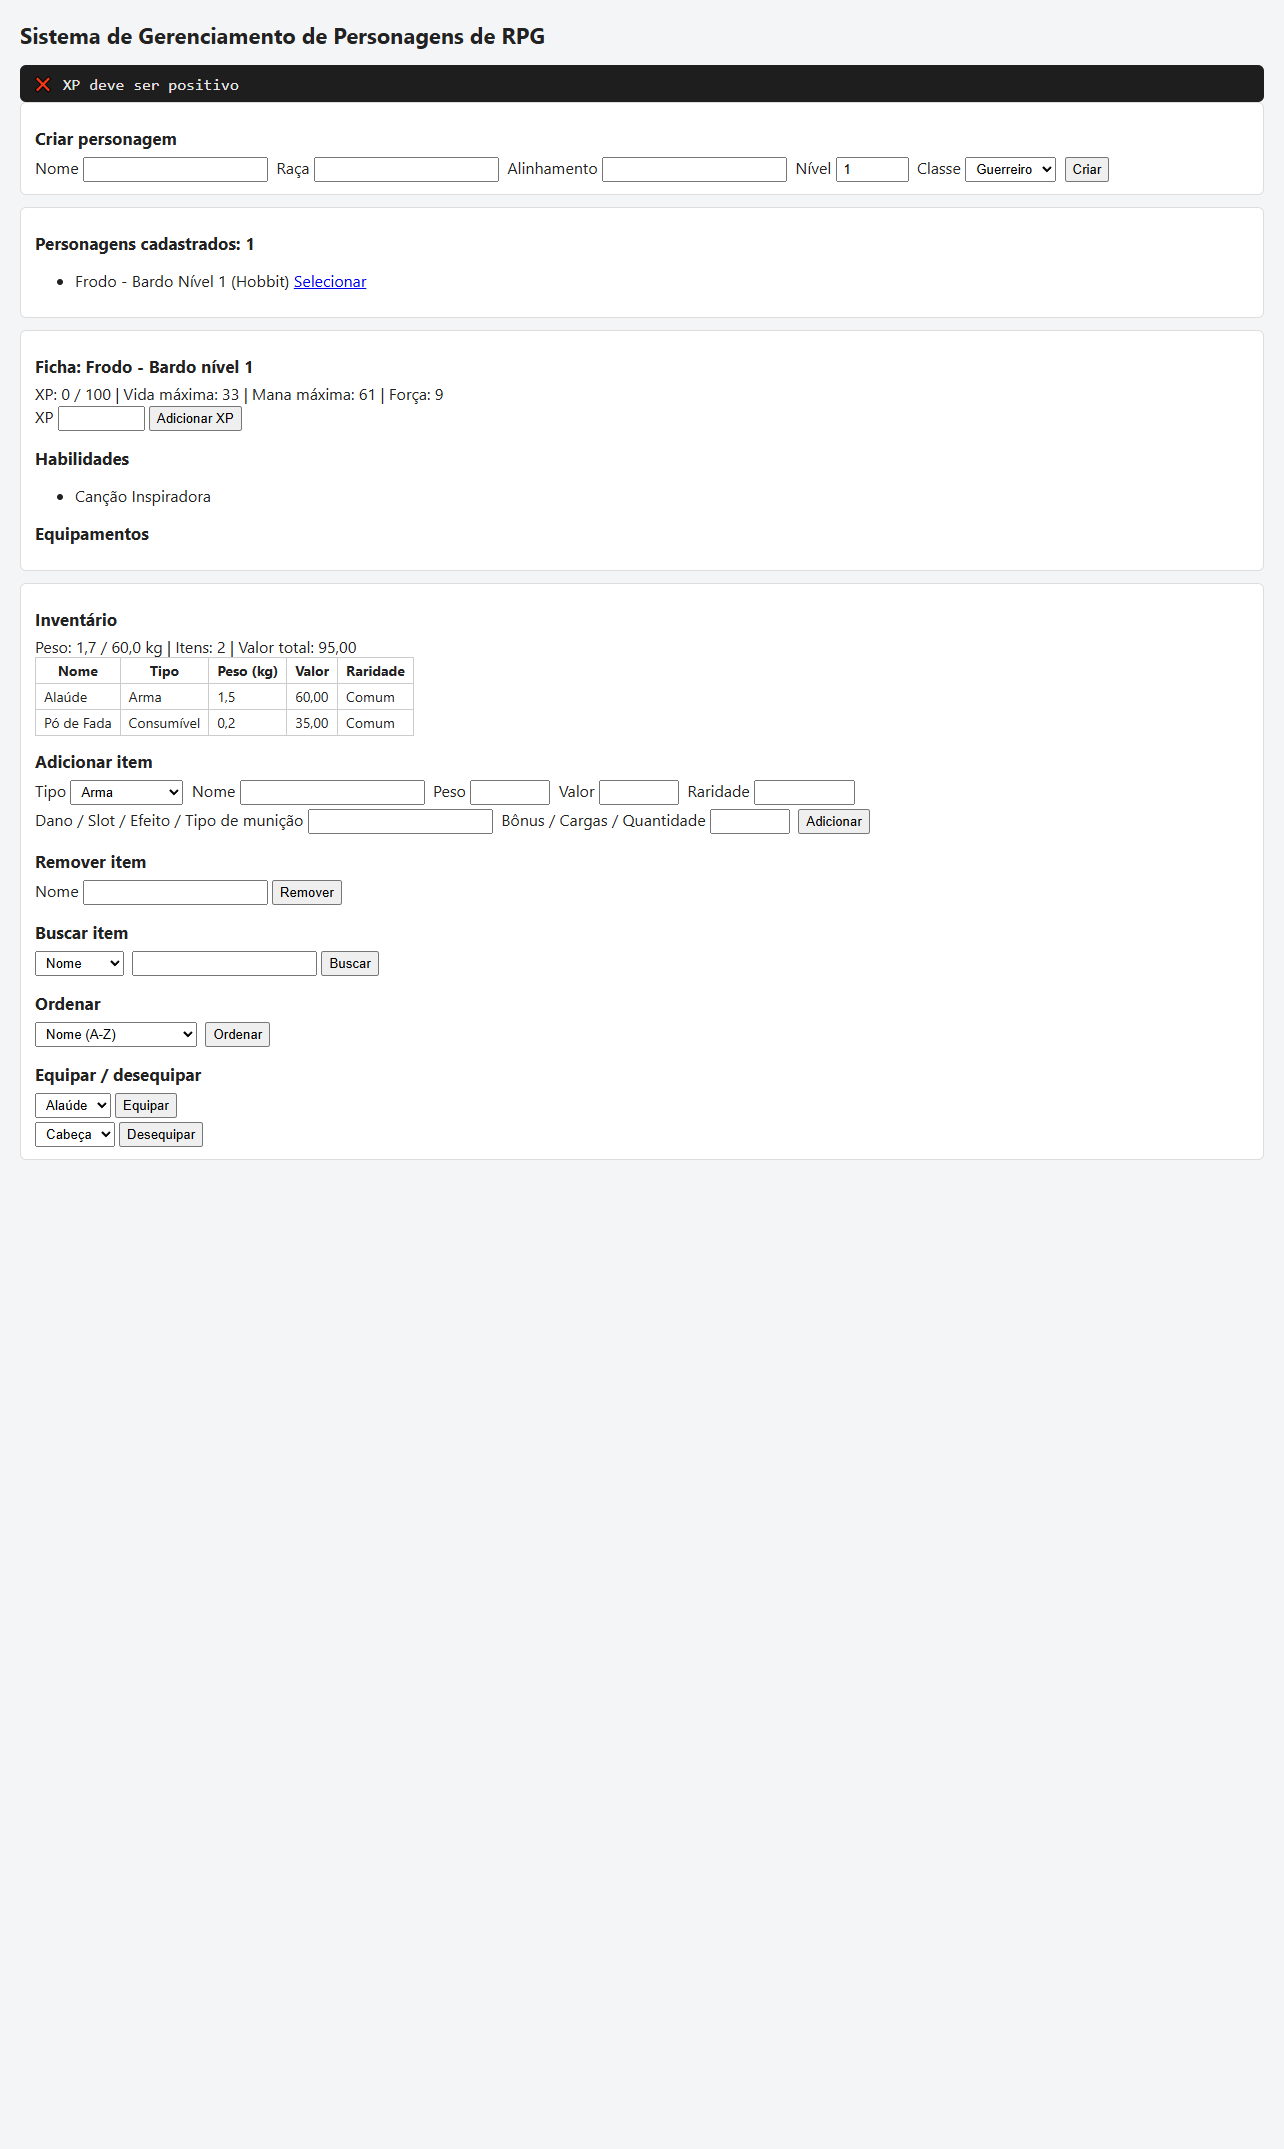 Sistema de Gerenciamento de Personagens de RPG
❌ XP deve ser positivo
Criar personagem
Nome Raça Alinhamento Nível 1 Classe Guerreiro Criar
Personagens cadastrados: 1
• Frodo - Bardo Nível 1 (Hobbit) Selecionar
Ficha: Frodo - Bardo nível 1
XP: 0 / 100 | Vida máxima: 33 | Mana máxima: 61 | Força: 9
XP Adicionar XP
Habilidades
• Canção Inspiradora
Equipamentos
Inventário
Peso: 1,7 / 60,0 kg | Itens: 2 | Valor total: 95,00
Nome Tipo Peso (kg) Valor Raridade
Alaúde Arma 1,5 60,00 Comum
Pó de Fada Consumível 0,2 35,00 Comum
Adicionar item
Tipo Arma Nome Peso Valor Raridade
Dano / Slot / Efeito / Tipo de munição Bônus / Cargas / Quantidade Adicionar
Remover item
Nome Remover
Buscar item
Nome Buscar
Ordenar
Nome (A-Z) Ordenar
Equipar / desequipar
Alaúde Equipar
Cabeça Desequipar